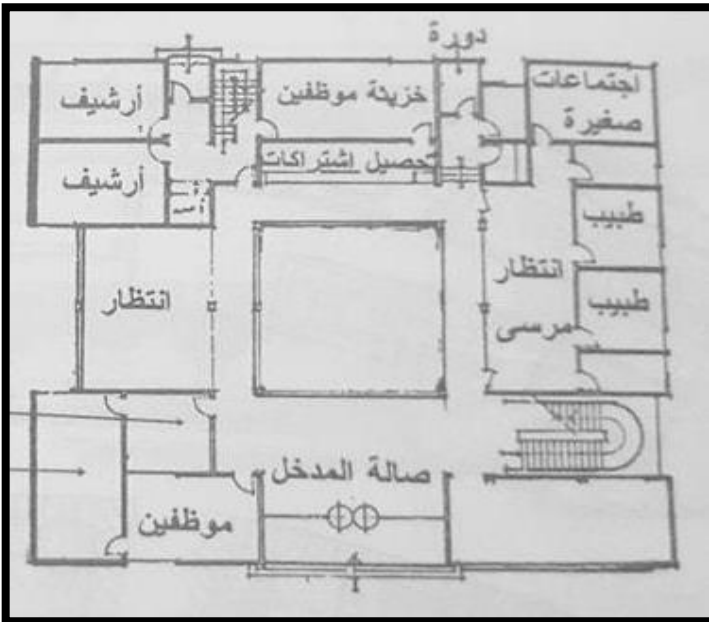 دورة
اجتماعات
صغيرة
خزينة موظفين
أرشيف
تحصيل اشتراكات
أرشيف
طبيب
انتظار
انتظار
طبيب
مرسى
صالة المدخل
موظفين